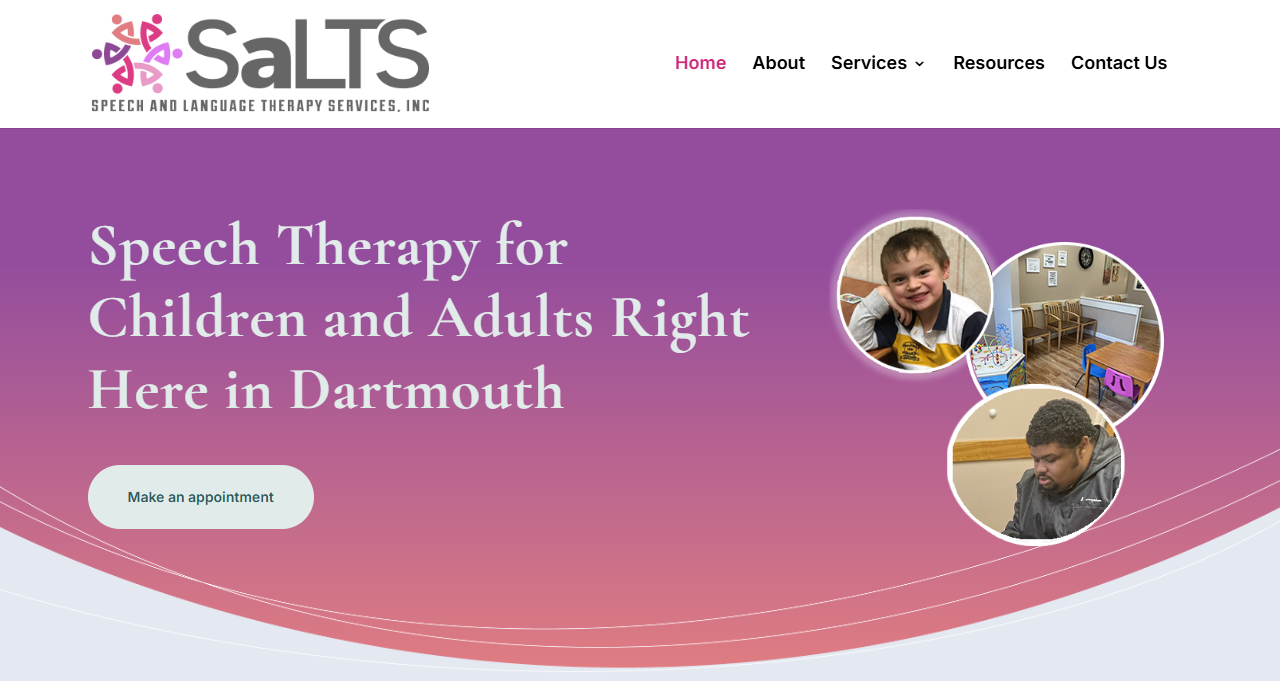 SaLTS
SPEECH AND LANGUAGE THERAPY SERVICES, INC
Home About Services Resources Contact Us
Speech Therapy for
Children and Adults Right
Here in Dartmouth
Make an appointment